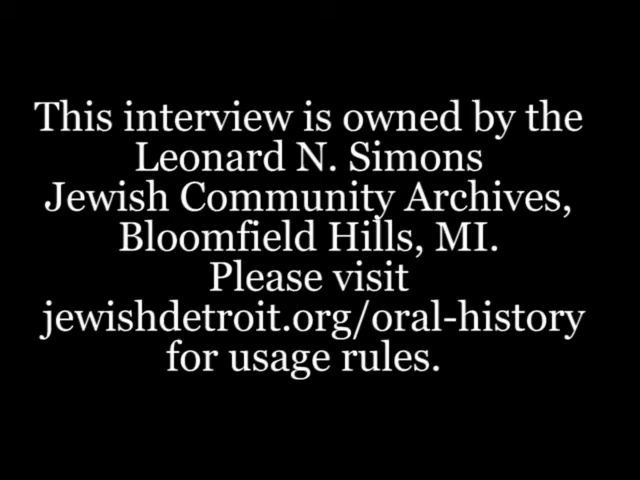 This interview is owned by the
Leonard N. Simons
Jewish Community Archives,
Bloomfield Hills, MI.
Please visit
jewishdetroit.org/oral-history
for usage rules.